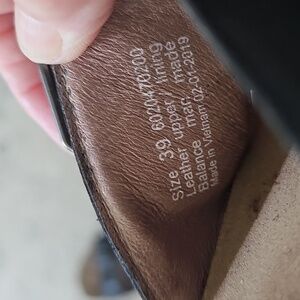 Size 39 6020470200
Leather upper lining
Balance man. made
Made in Vietnam 02-01-2019